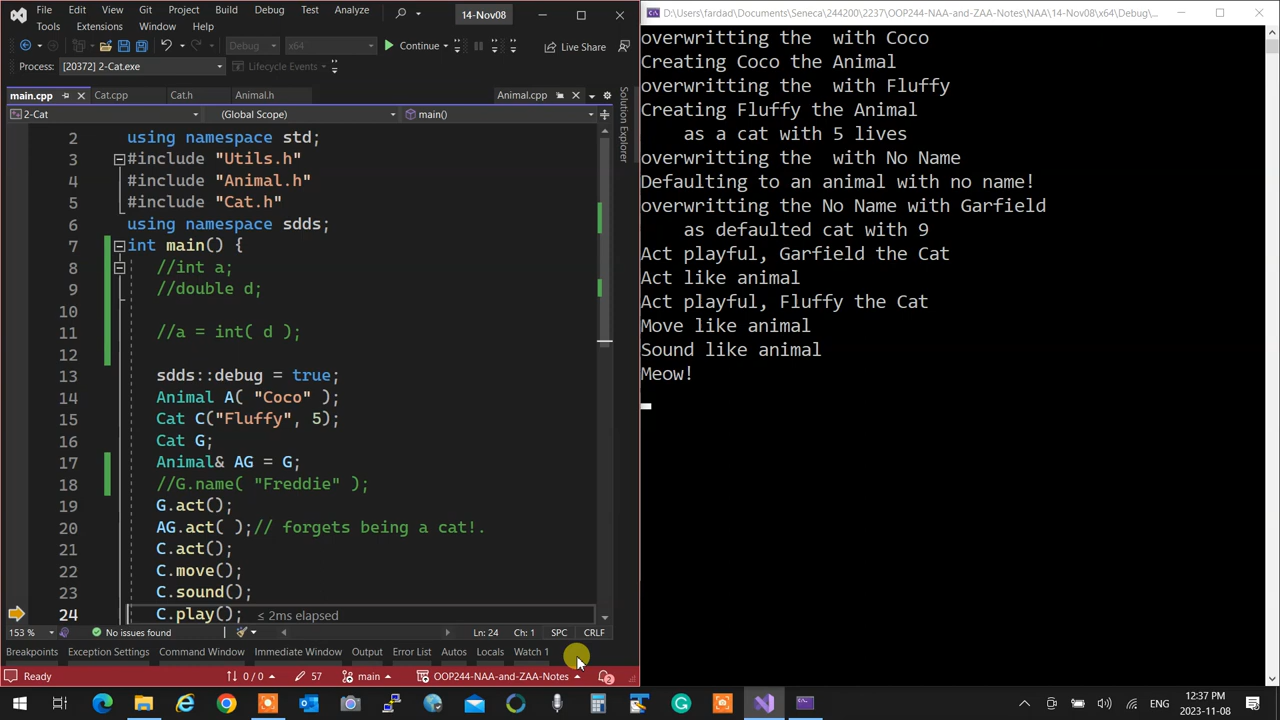 File Edit View Git Project Build Debug Test Analyze
Tools Extensions Window Help
14-Nov08
Debug x64 Continue Live Share
Process: [20372] 2-Cat.exe Lifecycle Events
main.cpp Cat.cpp Cat.h Animal.h Animal.cpp
2-Cat (Global Scope) main()
2 using namespace std;
3 #include "Utils.h"
4 #include "Animal.h"
5 #include "Cat.h"
6 using namespace sdds;
7 int main() {
8 //int a;
9 //double d;
10
11 //a = int( d );
12
13 sdds::debug = true;
14 Animal A( "Coco" );
15 Cat C("Fluffy", 5);
16 Cat G;
17 Animal& AG = G;
18 //G.name( "Freddie" );
19 G.act();
20 AG.act( );// forgets being a cat!.
21 C.act();
22 C.move();
23 C.sound();
24 C.play(); ≤ 2ms elapsed
Solution Explorer
153 % No issues found Ln: 24 Ch: 1 SPC CRLF
Breakpoints Exception Settings Command Window Immediate Window Output Error List Autos Locals Watch 1
Ready 0 / 0 57 main OOP244-NAA-and-ZAA-Notes 2
D:\Users\fardad\Documents\Seneca\244200\2237\OOP244-NAA-and-ZAA-Notes\NAA\14-Nov08\x64\Debug\...
overwritting the  with Coco
Creating Coco the Animal
overwritting the  with Fluffy
Creating Fluffy the Animal
as a cat with 5 lives
overwritting the  with No Name
Defaulting to an animal with no name!
overwritting the No Name with Garfield
as defaulted cat with 9
Act playful, Garfield the Cat
Act like animal
Act playful, Fluffy the Cat
Move like animal
Sound like animal
Meow!
ENG
12:37 PM
2023-11-08